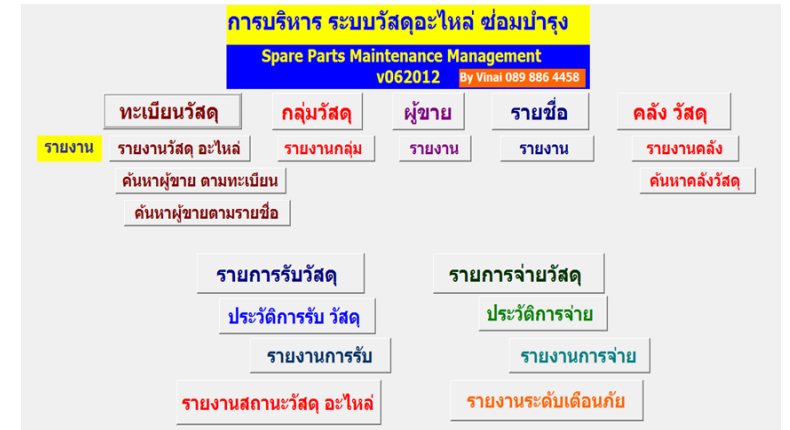 การบริหาร ระบบวัสดุอะไหล่ ซ่อมบำรุง
Spare Parts Maintenance Management
v062012 By Vinai 089 886 4458
ทะเบียนวัสดุ กลุ่มวัสดุ ผู้ขาย รายชื่อ คลัง วัสดุ
รายงาน รายงานวัสดุ อะไหล่ รายงานกลุ่ม รายงาน รายงาน รายงานคลัง
ค้นหาผู้ขาย ตามทะเบียน ค้นหาคลังวัสดุ
ค้นหาผู้ขายตามรายชื่อ
รายการรับวัสดุ รายการจ่ายวัสดุ
ประวัติการรับ วัสดุ ประวัติการจ่าย
รายงานการรับ รายงานการจ่าย
รายงานสถานะวัสดุ อะไหล่ รายงานระดับเตือนภัย